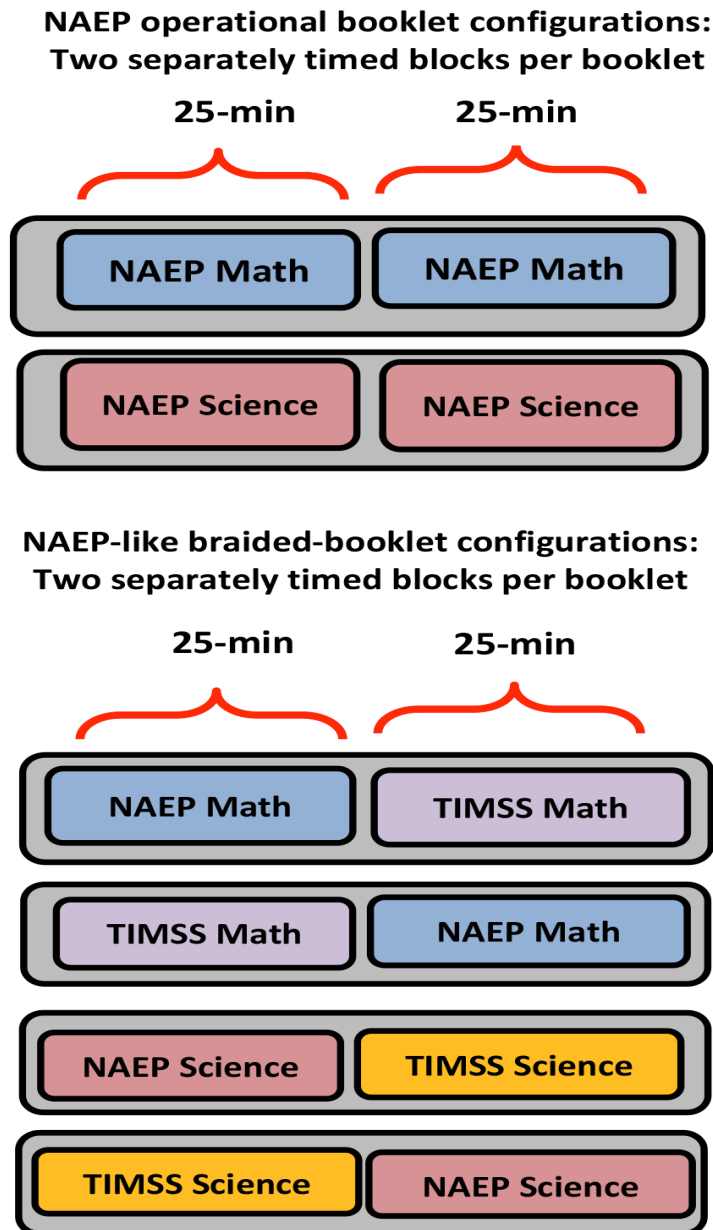 NAEP operational booklet configurations:
Two separately timed blocks per booklet
25-min 25-min
NAEP Math NAEP Math
NAEP Science NAEP Science
NAEP-like braided-booklet configurations:
Two separately timed blocks per booklet
25-min 25-min
NAEP Math TIMSS Math
TIMSS Math NAEP Math
NAEP Science TIMSS Science
TIMSS Science NAEP Science